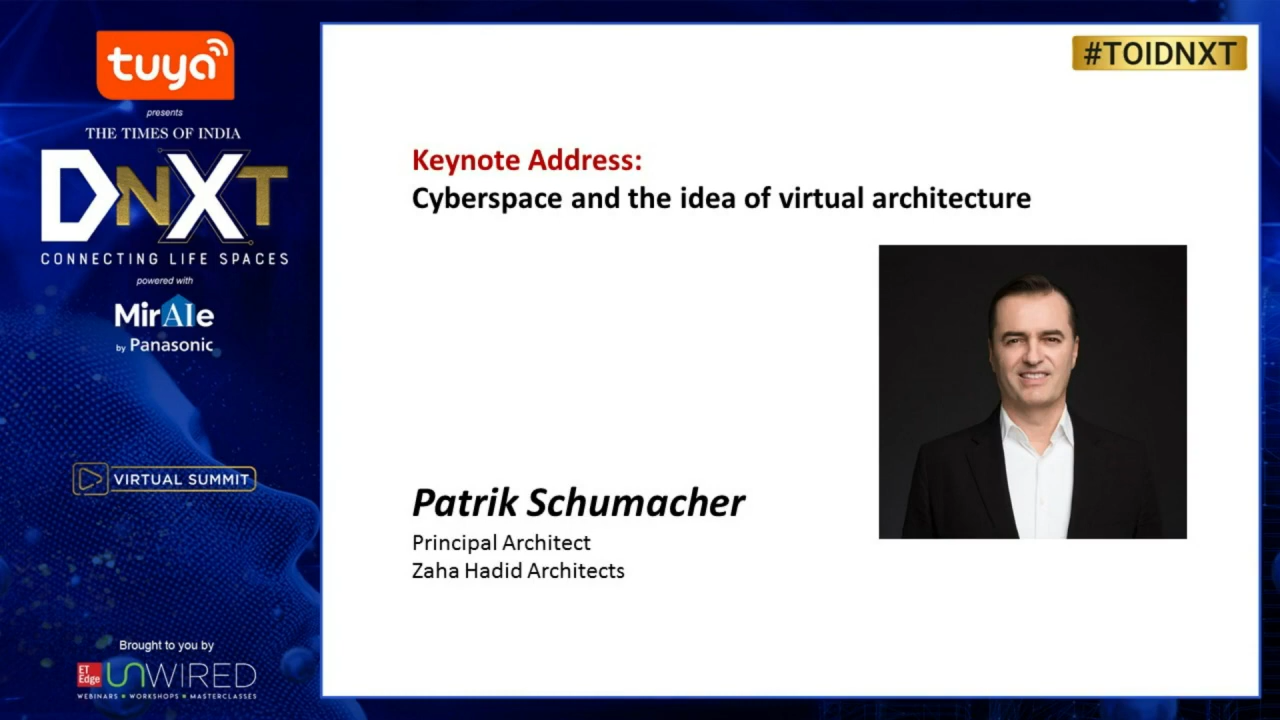 tuya
presents
THE TIMES OF INDIA
DNXT
CONNECTING LIFE SPACES
powered with
MirAIe
by Panasonic
VIRTUAL SUMMIT
Brought to you by
ET Edge UNWIRED
WEBINARS WORKSHOPS MASTERCLASSES
#TOIDNXT
Keynote Address:
Cyberspace and the idea of virtual architecture
Patrik Schumacher
Principal Architect
Zaha Hadid Architects